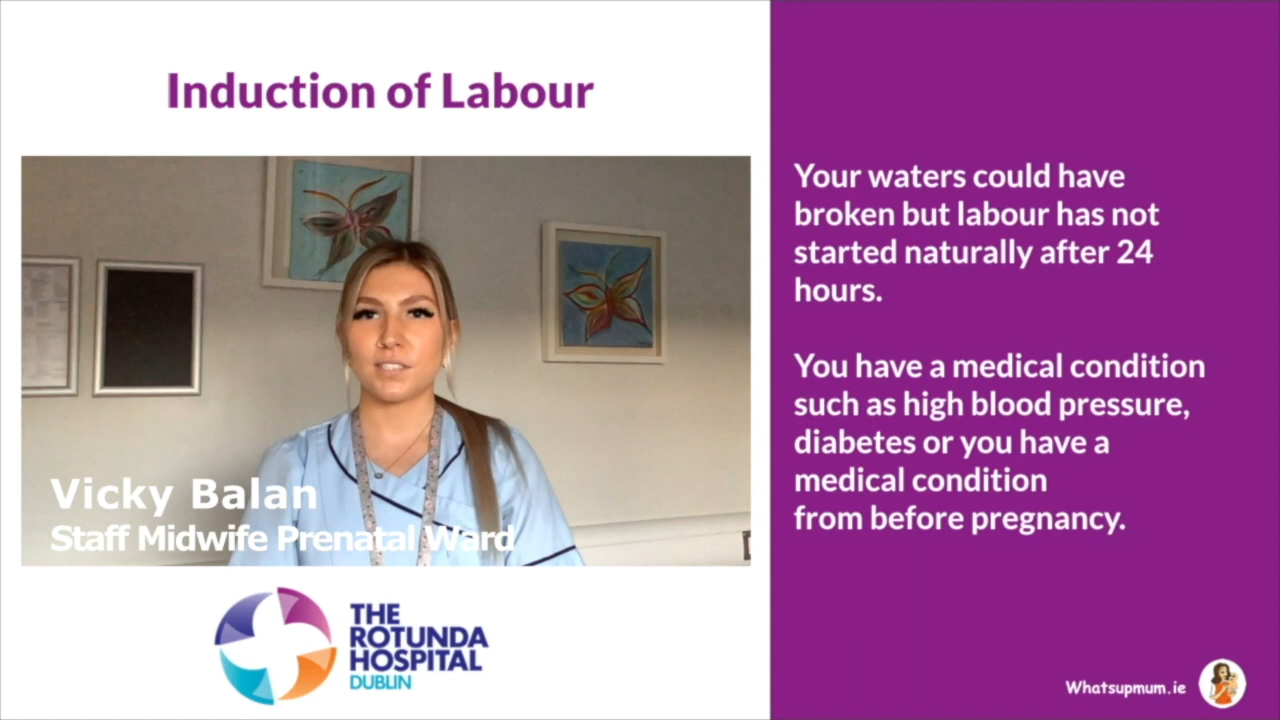 Induction of Labour
Vicky Balan
Staff Midwife Prenatal Ward
THE
ROTUNDA
HOSPITAL
DUBLIN
Your waters could have
broken but labour has not
started naturally after 24
hours.
You have a medical condition
such as high blood pressure,
diabetes or you have a
medical condition
from before pregnancy.
Whatsupmum.ie